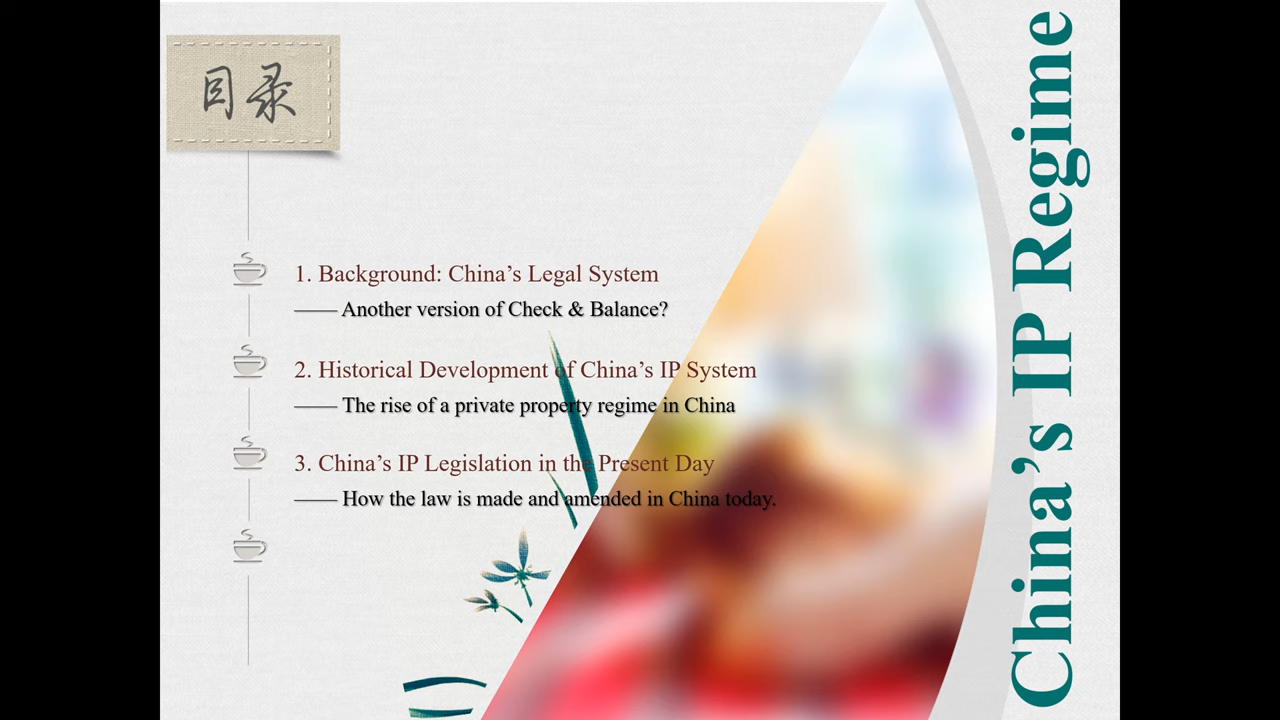 目录
1. Background: China’s Legal System
—— Another version of Check & Balance?
2. Historical Development of China’s IP System
—— The rise of a private property regime in China
3. China’s IP Legislation in the Present Day
—— How the law is made and amended in China today.
China’s IP Regime